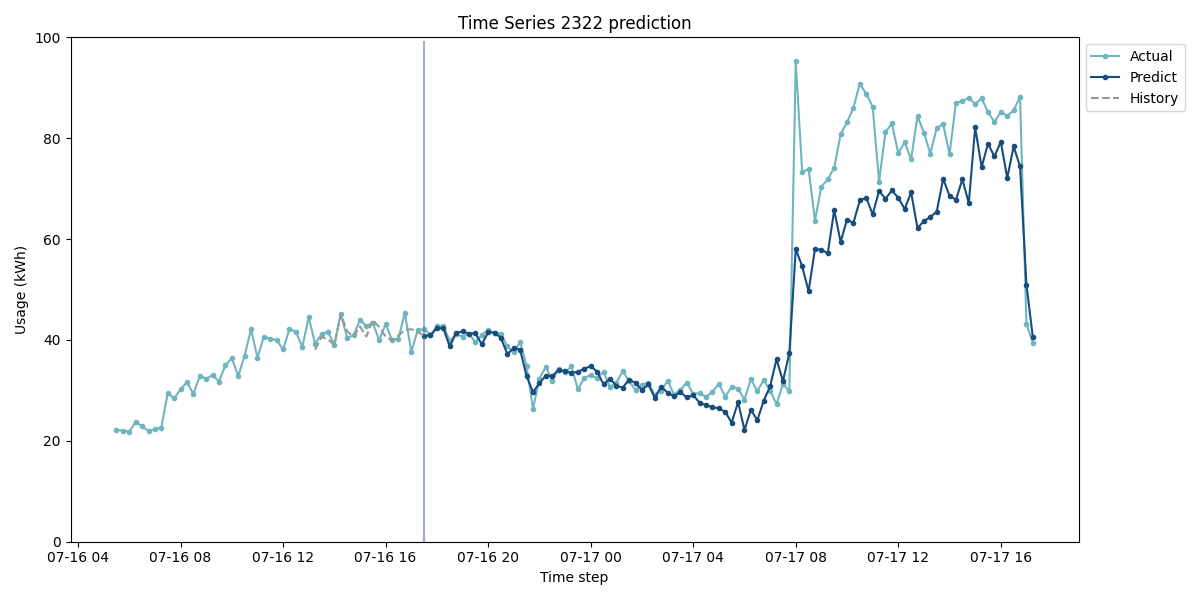 Time Series 2322 prediction
Usage (kWh)
100
80
60
40
20
0
07-16 04 07-16 08 07-16 12 07-16 16 07-16 20 07-17 00 07-17 04 07-17 08 07-17 12 07-17 16
Time step
Actual
Predict
History